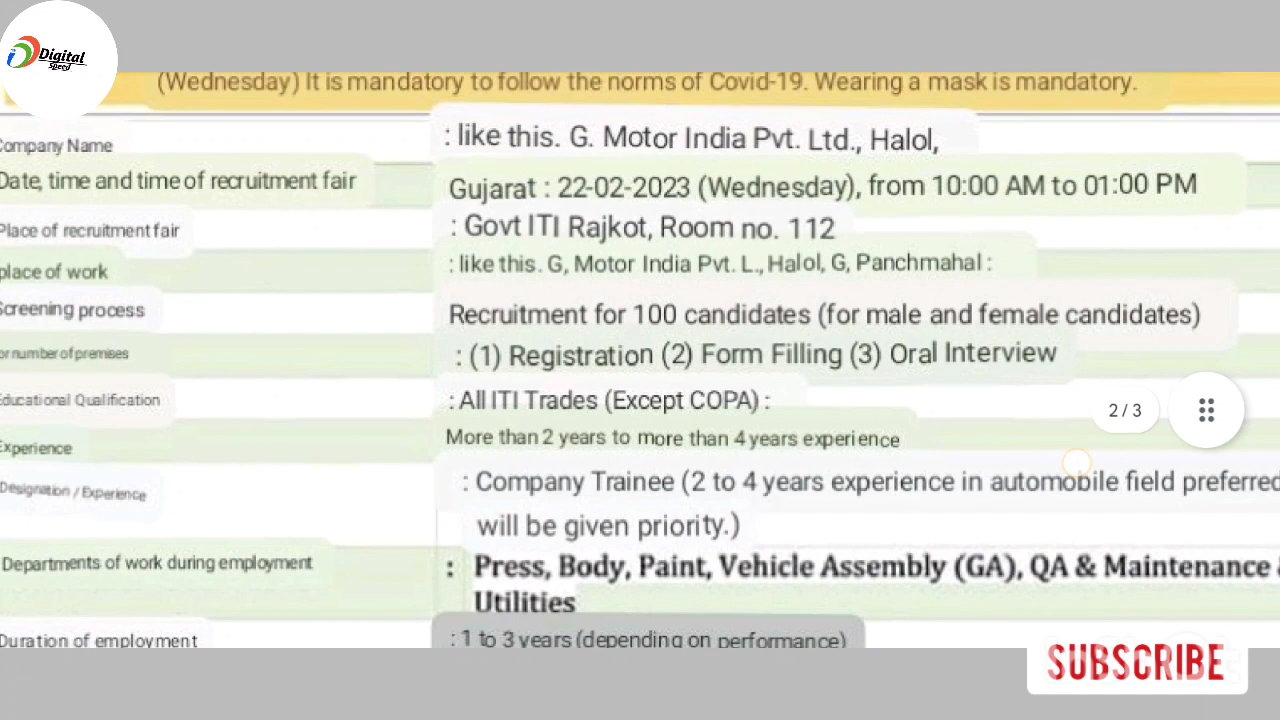 Digital
Speed
(Wednesday) It is mandatory to follow the norms of Covid-19. Wearing a mask is mandatory.
Company Name : like this. G. Motor India Pvt. Ltd., Halol,
Date, time and time of recruitment fair Gujarat : 22-02-2023 (Wednesday), from 10:00 AM to 01:00 PM
Place of recruitment fair : Govt ITI Rajkot, Room no. 112
place of work : like this. G, Motor India Pvt. L., Halol, G, Panchmahal :
Screening process Recruitment for 100 candidates (for male and female candidates)
or number of premises : (1) Registration (2) Form Filling (3) Oral Interview
Educational Qualification : All ITI Trades (Except COPA) :
2 / 3
Experience More than 2 years to more than 4 years experience
Designation / Experience : Company Trainee (2 to 4 years experience in automobile field preferred
will be given priority.)
Departments of work during employment : Press, Body, Paint, Vehicle Assembly (GA), QA & Maintenance &
Utilities
Duration of employment : 1 to 3 years (depending on performance)
SUBSCRIBE